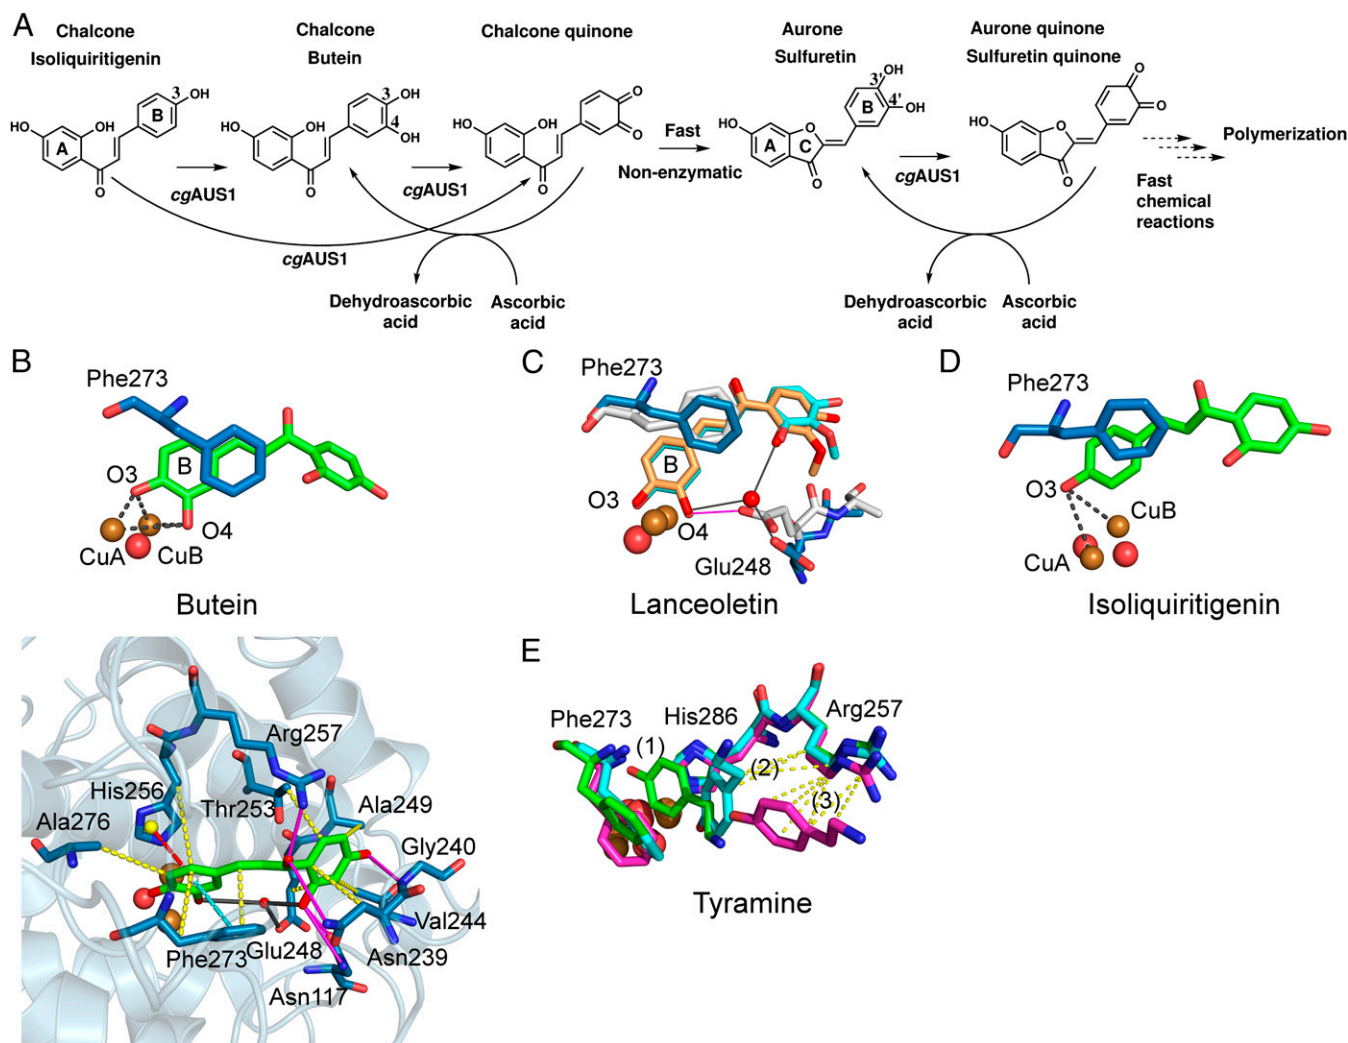 A
Chalcone
Isoliquiritigenin
Chalcone
Butein
Chalcone quinone
Aurone
Sulfuretin
Aurone quinone
Sulfuretin quinone
3
OH
B
HO
OH
A
O
cgAUS1
3
OH
4
OH
HO
OH
O
cgAUS1
O
O
HO
OH
O
Fast
Non-enzymatic
3'
OH
4'
OH
B
HO
O
A
C
O
cgAUS1
O
O
HO
O
O
Polymerization
Fast
chemical
reactions
cgAUS1
Dehydroascorbic
acid
Ascorbic
acid
Dehydroascorbic
acid
Ascorbic
acid
B
Phe273
B
O3
O4
CuA
CuB
Butein
C
Phe273
B
O3
O4
Glu248
Lanceoletin
D
Phe273
O3
CuB
CuA
Isoliquiritigenin
Arg257
His256
Thr253
Ala249
Ala276
Gly240
Val244
Phe273
Glu248
Asn239
Asn117
E
Phe273
His286
Arg257
(1)
(2)
(3)
Tyramine